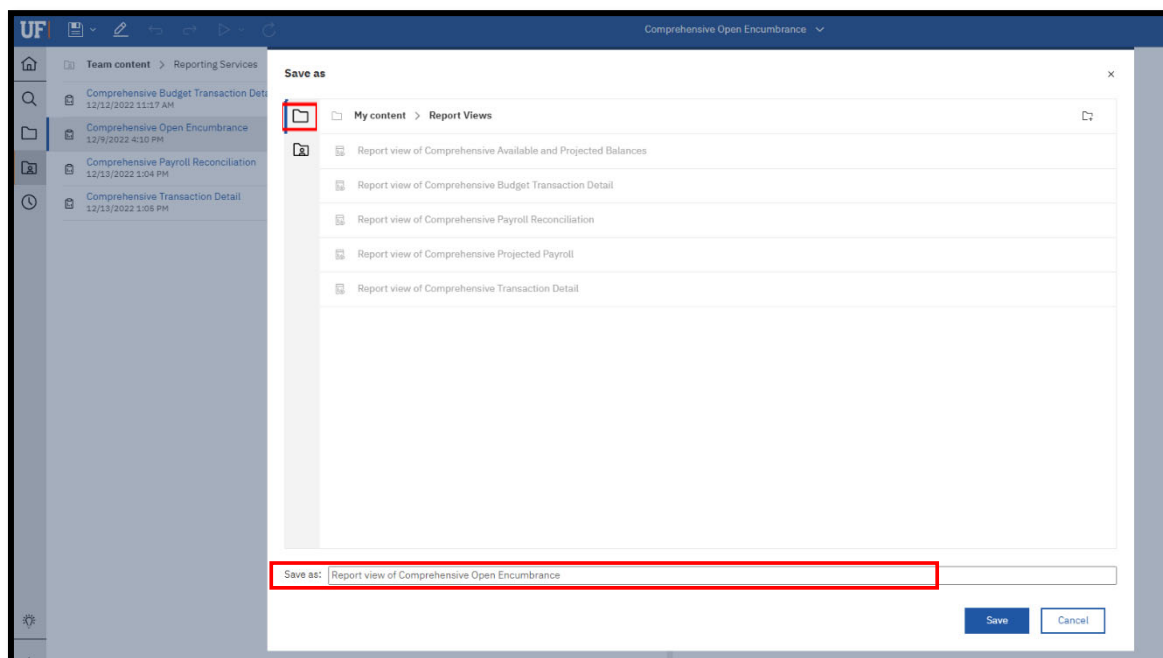 UF
Comprehensive Open Encumbrance
Team content > Reporting Services
Comprehensive Budget Transaction Deta
12/12/2022 11:17 AM
Comprehensive Open Encumbrance
12/9/2022 4:10 PM
Comprehensive Payroll Reconciliation
12/13/2022 1:04 PM
Comprehensive Transaction Detail
12/13/2022 1:05 PM
Save as
×
My content > Report Views
Report view of Comprehensive Available and Projected Balances
Report view of Comprehensive Budget Transaction Detail
Report view of Comprehensive Payroll Reconciliation
Report view of Comprehensive Projected Payroll
Report view of Comprehensive Transaction Detail
Save as: Report view of Comprehensive Open Encumbrance
Save Cancel